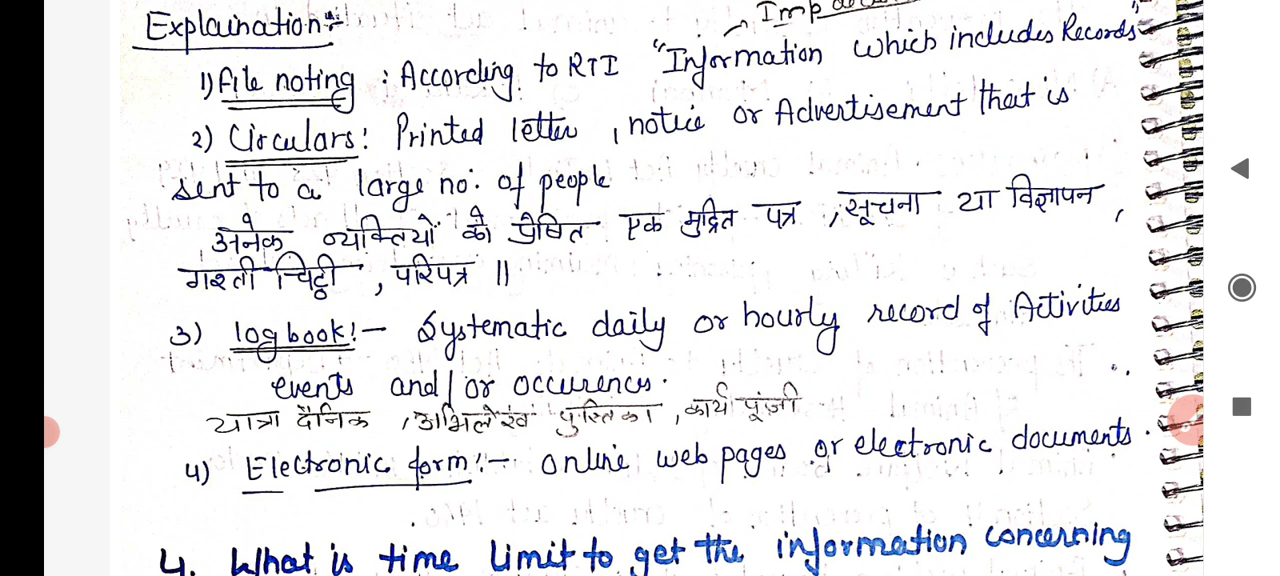 Imp
Explaination:-
1) File noting : According to RTI "Information which includes Records"
2) Circulars: Printed letter, notice or Advertisement that is
sent to a large no. of people
अनेक व्यक्तियों को प्रेषित एक मुद्रित पत्र, सूचना या विज्ञापन,
गश्ती चिट्ठी, परिपत्र ॥
3) log book:- Systematic daily or hourly record of Activities
events and/or occurences.
यात्रा दैनिक, अभिलेख पुस्तिका, कार्य पूंजी
4) Electronic form:- online web pages or electronic documents.
4. What is time limit to get the information concerning